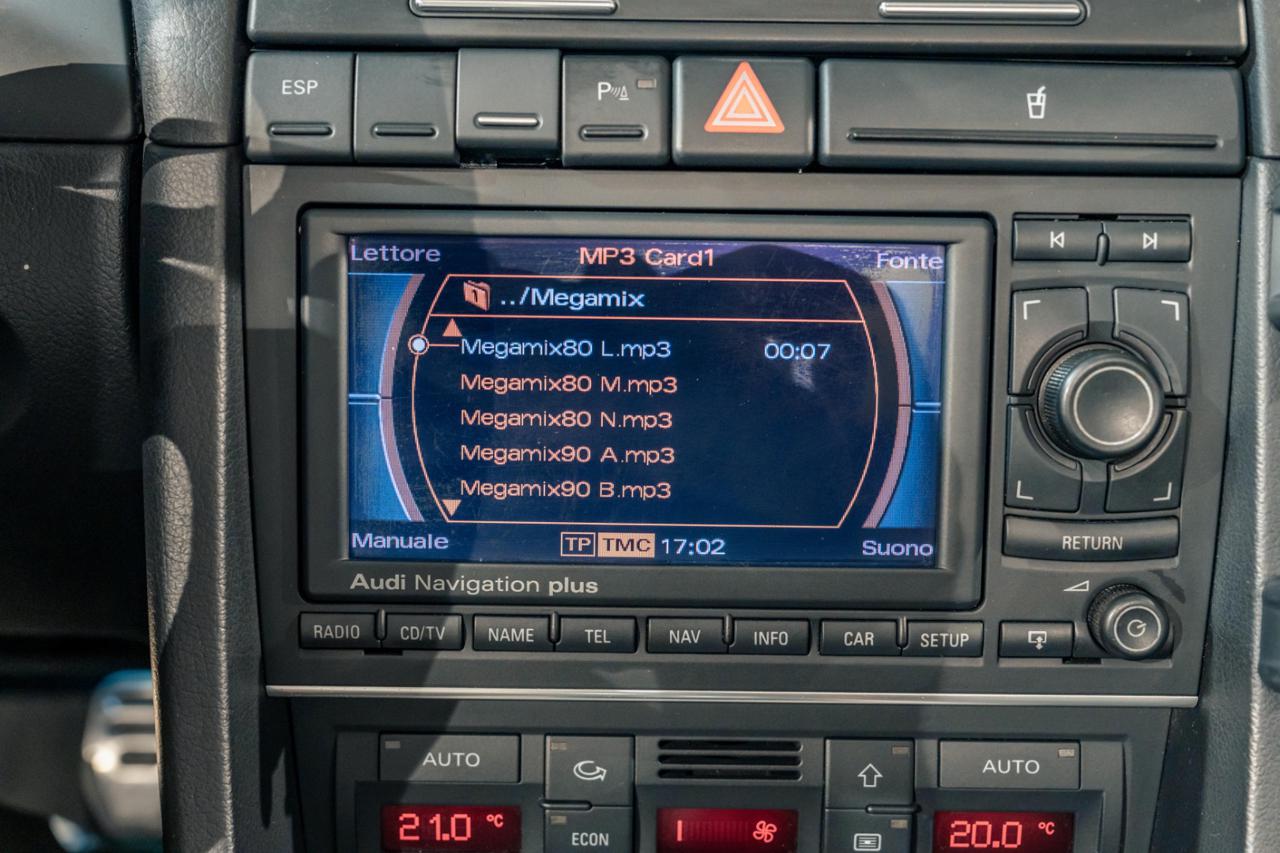 ESP
P
Lettore MP3 Card1 Fonte
1 ../Megamix
Megamix80 L.mp3 00:07
Megamix80 M.mp3
Megamix80 N.mp3
Megamix90 A.mp3
Megamix90 B.mp3
Manuale TP TMC 17:02 Suono
RETURN
Audi Navigation plus
RADIO CD/TV NAME TEL NAV INFO CAR SETUP
AUTO AUTO
21.0 °C ECON 20.0 °C